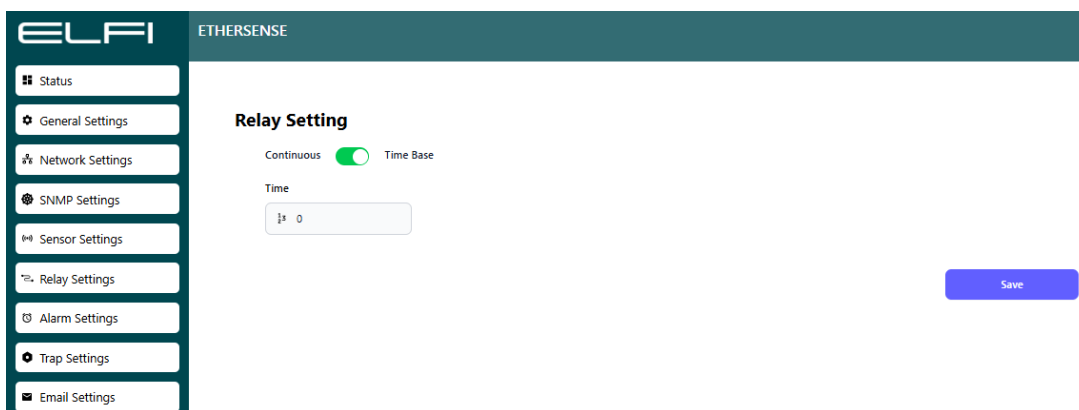 ELFI
ETHERSENSE
Status
General Settings
Network Settings
SNMP Settings
Sensor Settings
Relay Settings
Alarm Settings
Trap Settings
Email Settings
Relay Setting
Continuous Time Base
Time
0
Save